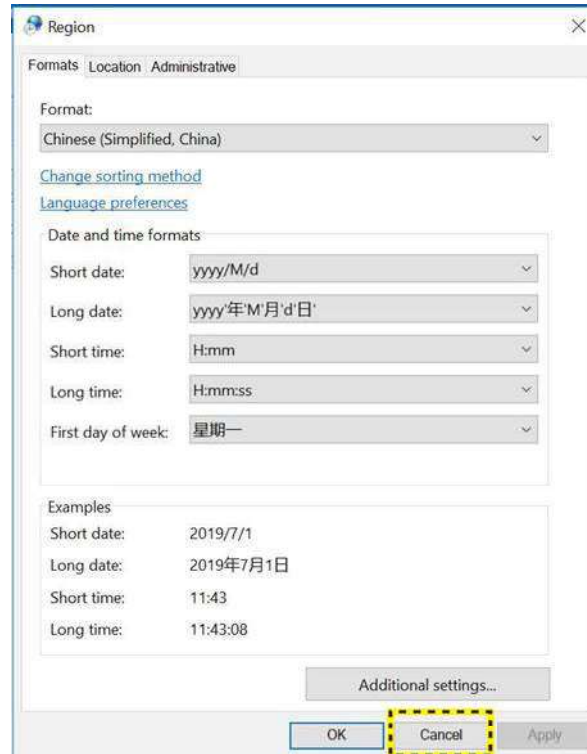 Region
Formats Location Administrative
Format:
Chinese (Simplified, China)
Change sorting method
Language preferences
Date and time formats
Short date: yyyy/M/d
Long date: yyyy'年'M'月'd'日'
Short time: H:mm
Long time: H:mm:ss
First day of week: 星期一
Examples
Short date: 2019/7/1
Long date: 2019年7月1日
Short time: 11:43
Long time: 11:43:08
Additional settings...
OK Cancel Apply